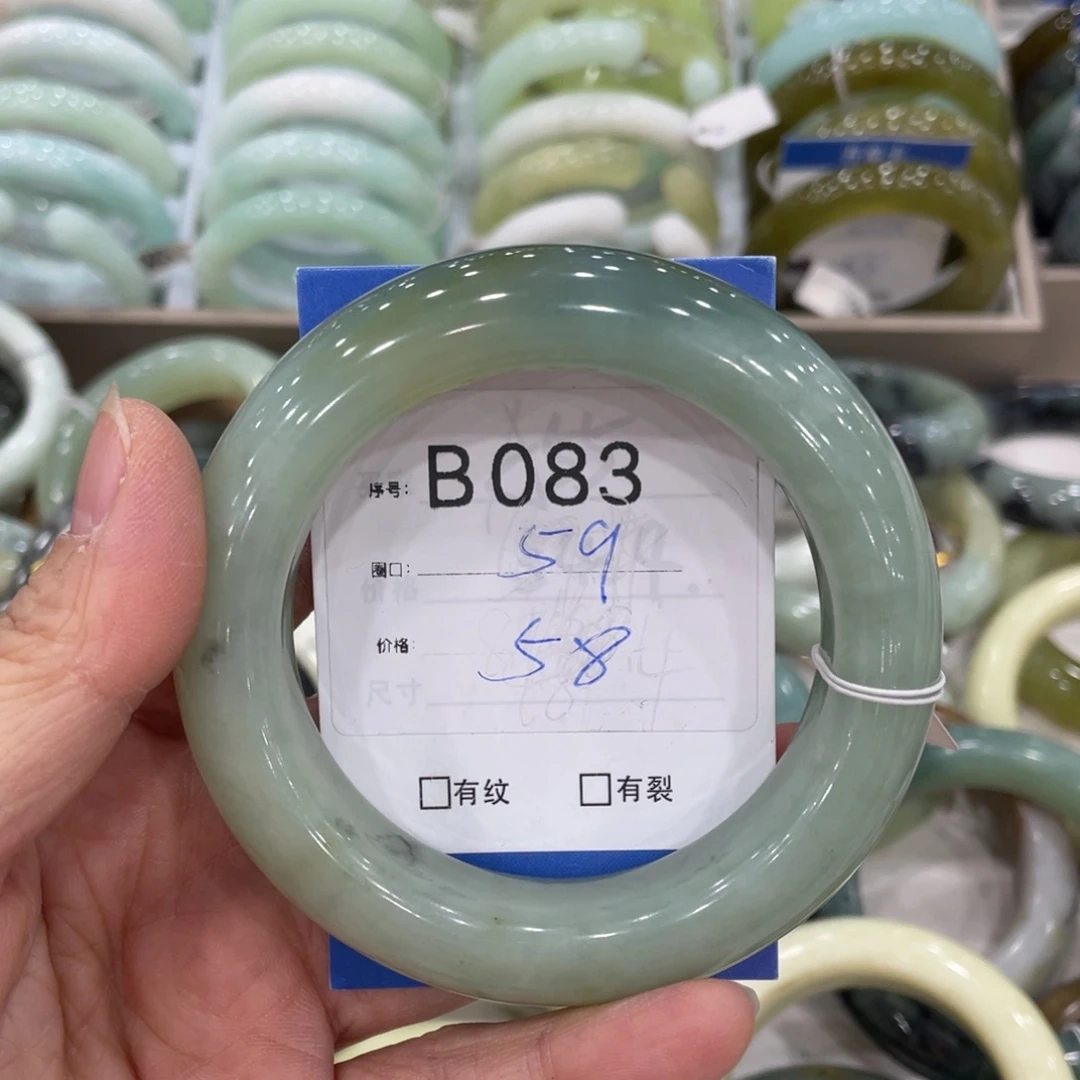 序号: B083
圈口: 59
价格: 58
尺寸
□有纹 □有裂